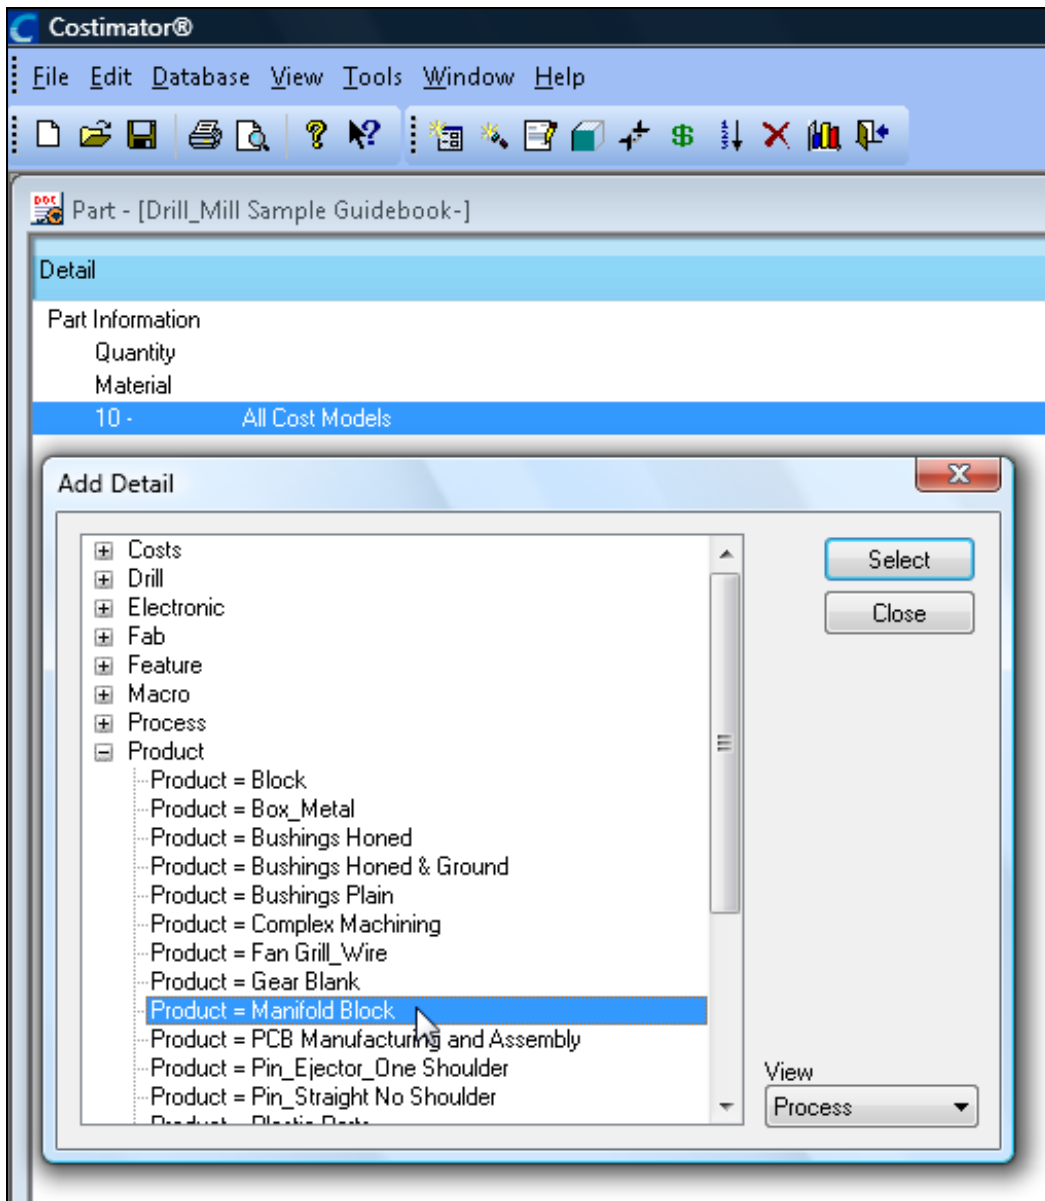 Costimator®
File Edit Database View Tools Window Help
Part - [Drill_Mill Sample Guidebook-]
Detail
Part Information
Quantity
Material
10 - All Cost Models
Add Detail
Costs
Drill
Electronic
Fab
Feature
Macro
Process
Product
Product = Block
Product = Box_Metal
Product = Bushings Honed
Product = Bushings Honed & Ground
Product = Bushings Plain
Product = Complex Machining
Product = Fan Grill_Wire
Product = Gear Blank
Product = Manifold Block
Product = PCB Manufacturing and Assembly
Product = Pin_Ejector_One Shoulder
Product = Pin_Straight No Shoulder
Product = Plastic Parts
Select
Close
View
Process